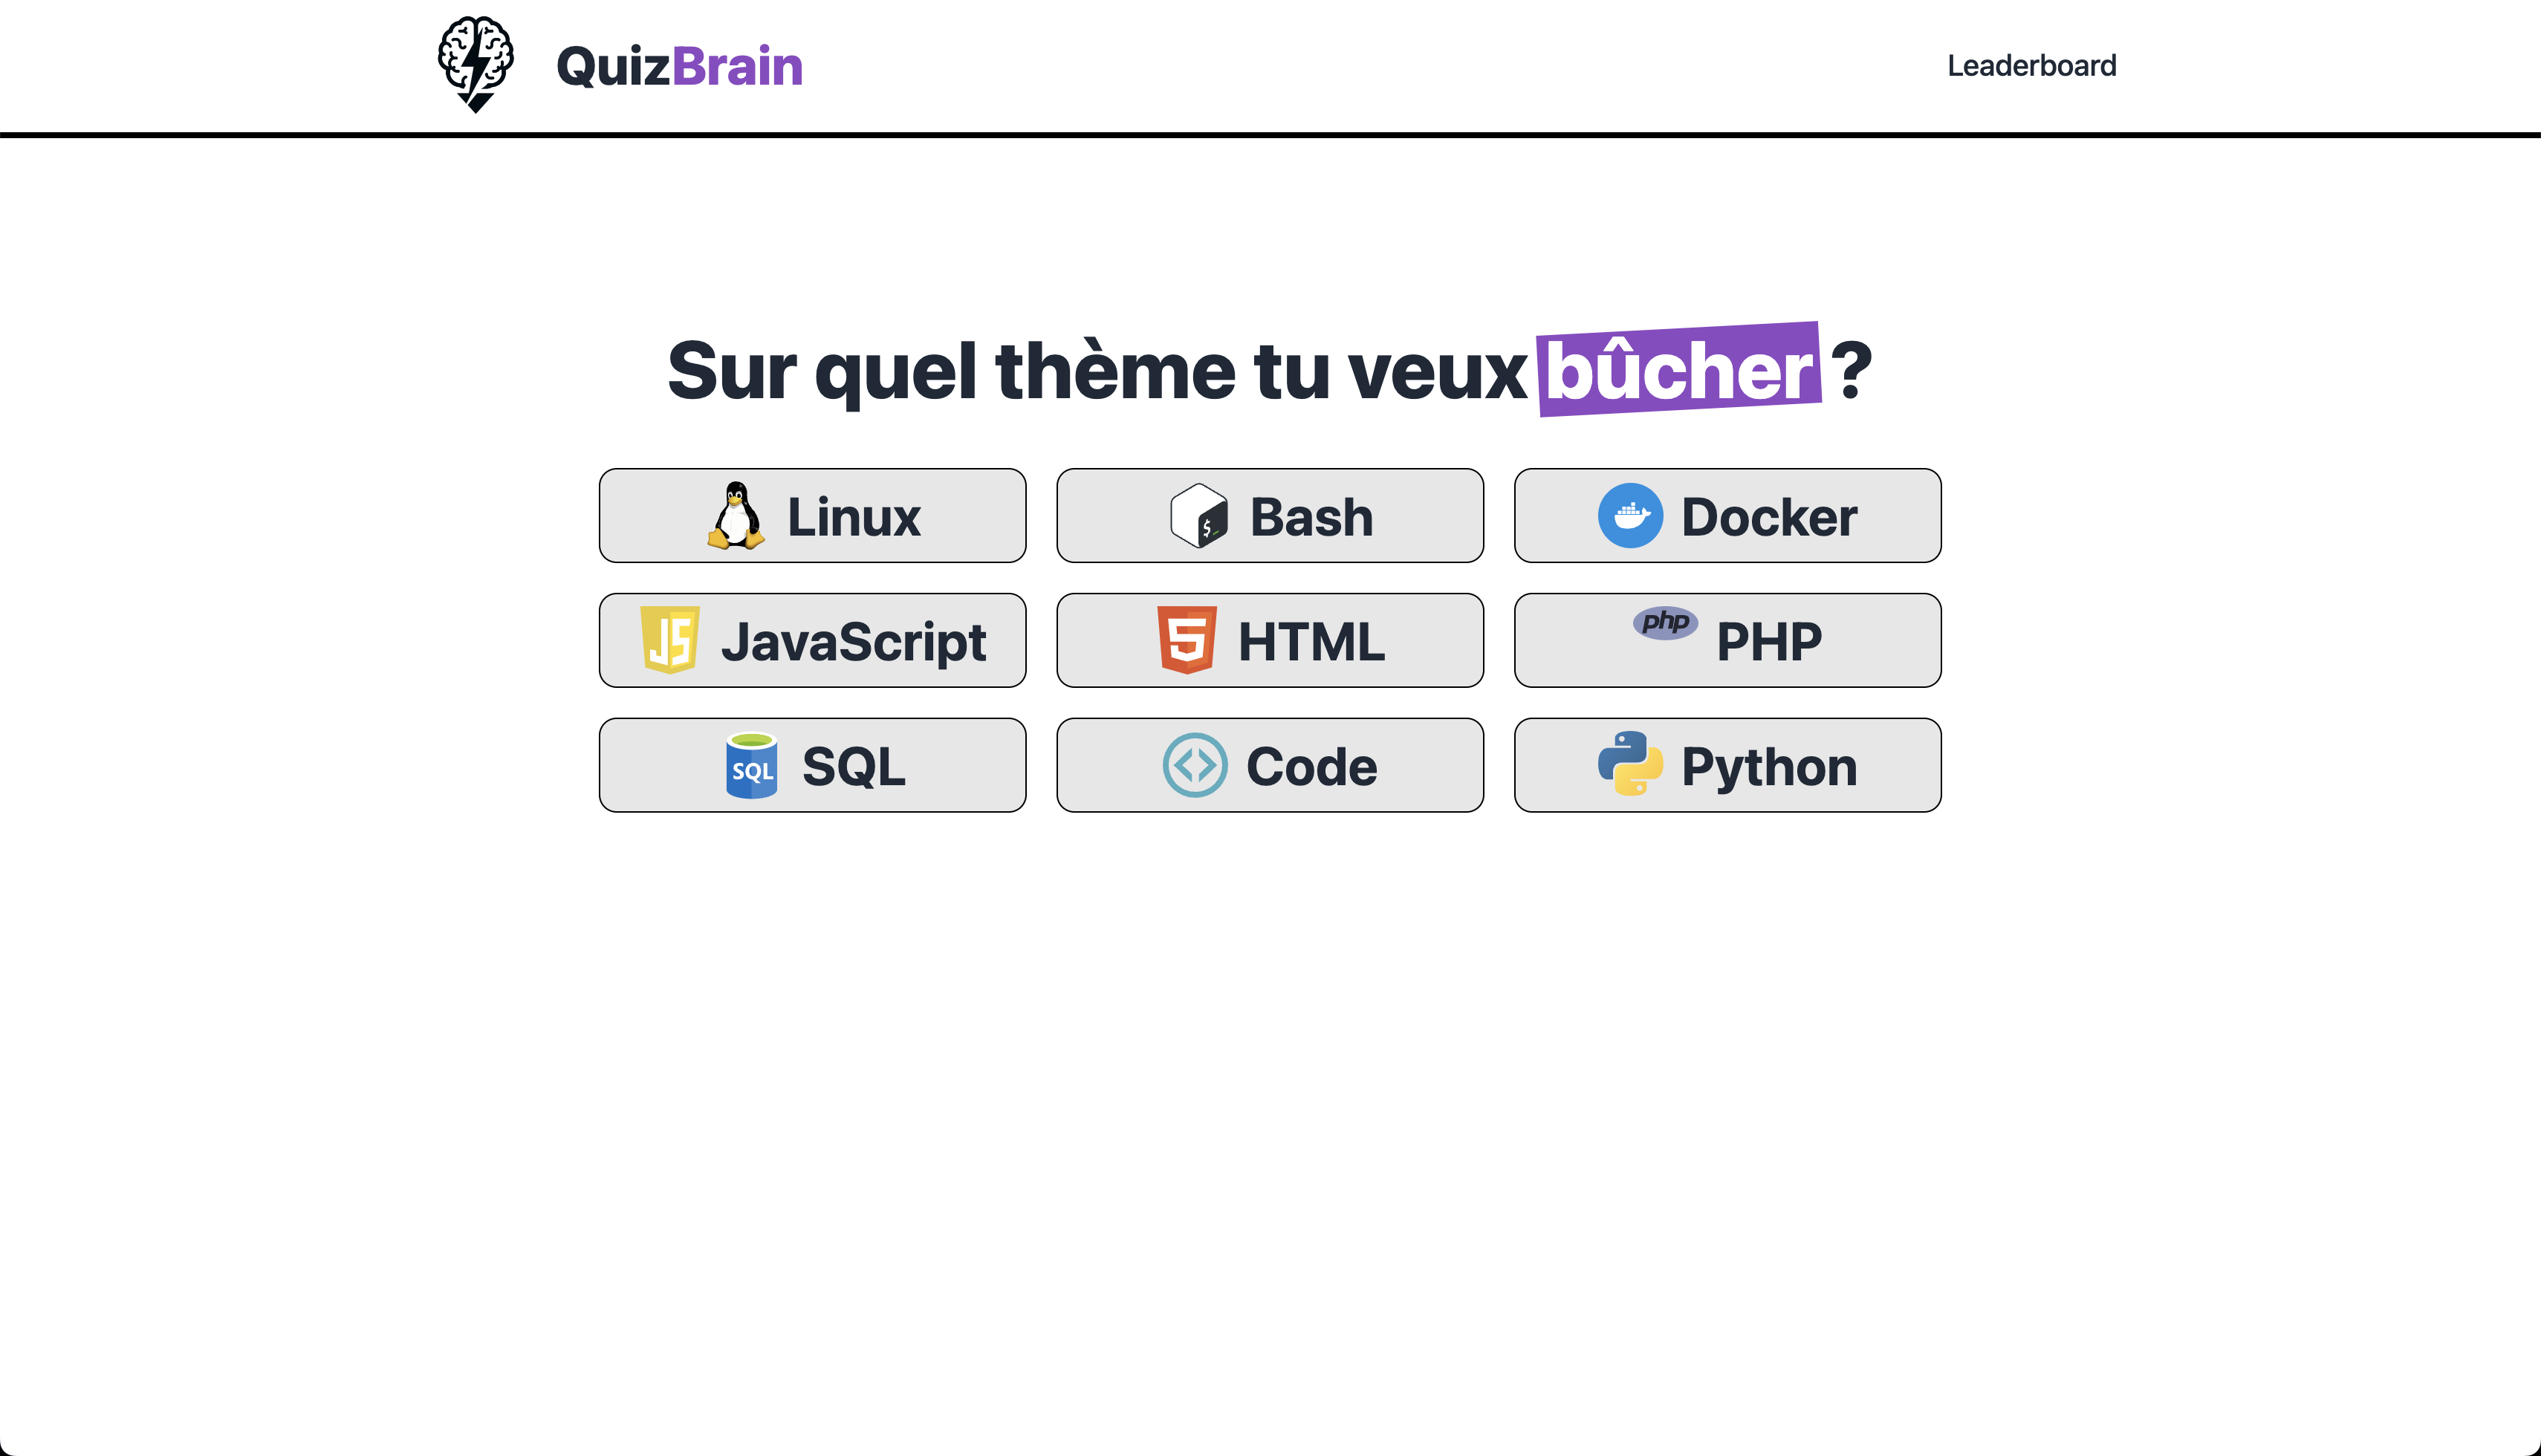 QuizBrain
Leaderboard
Sur quel thème tu veux bûcher ?
Linux
$ Bash
Docker
JS JavaScript
5 HTML
php PHP
SQL SQL
Code
Python